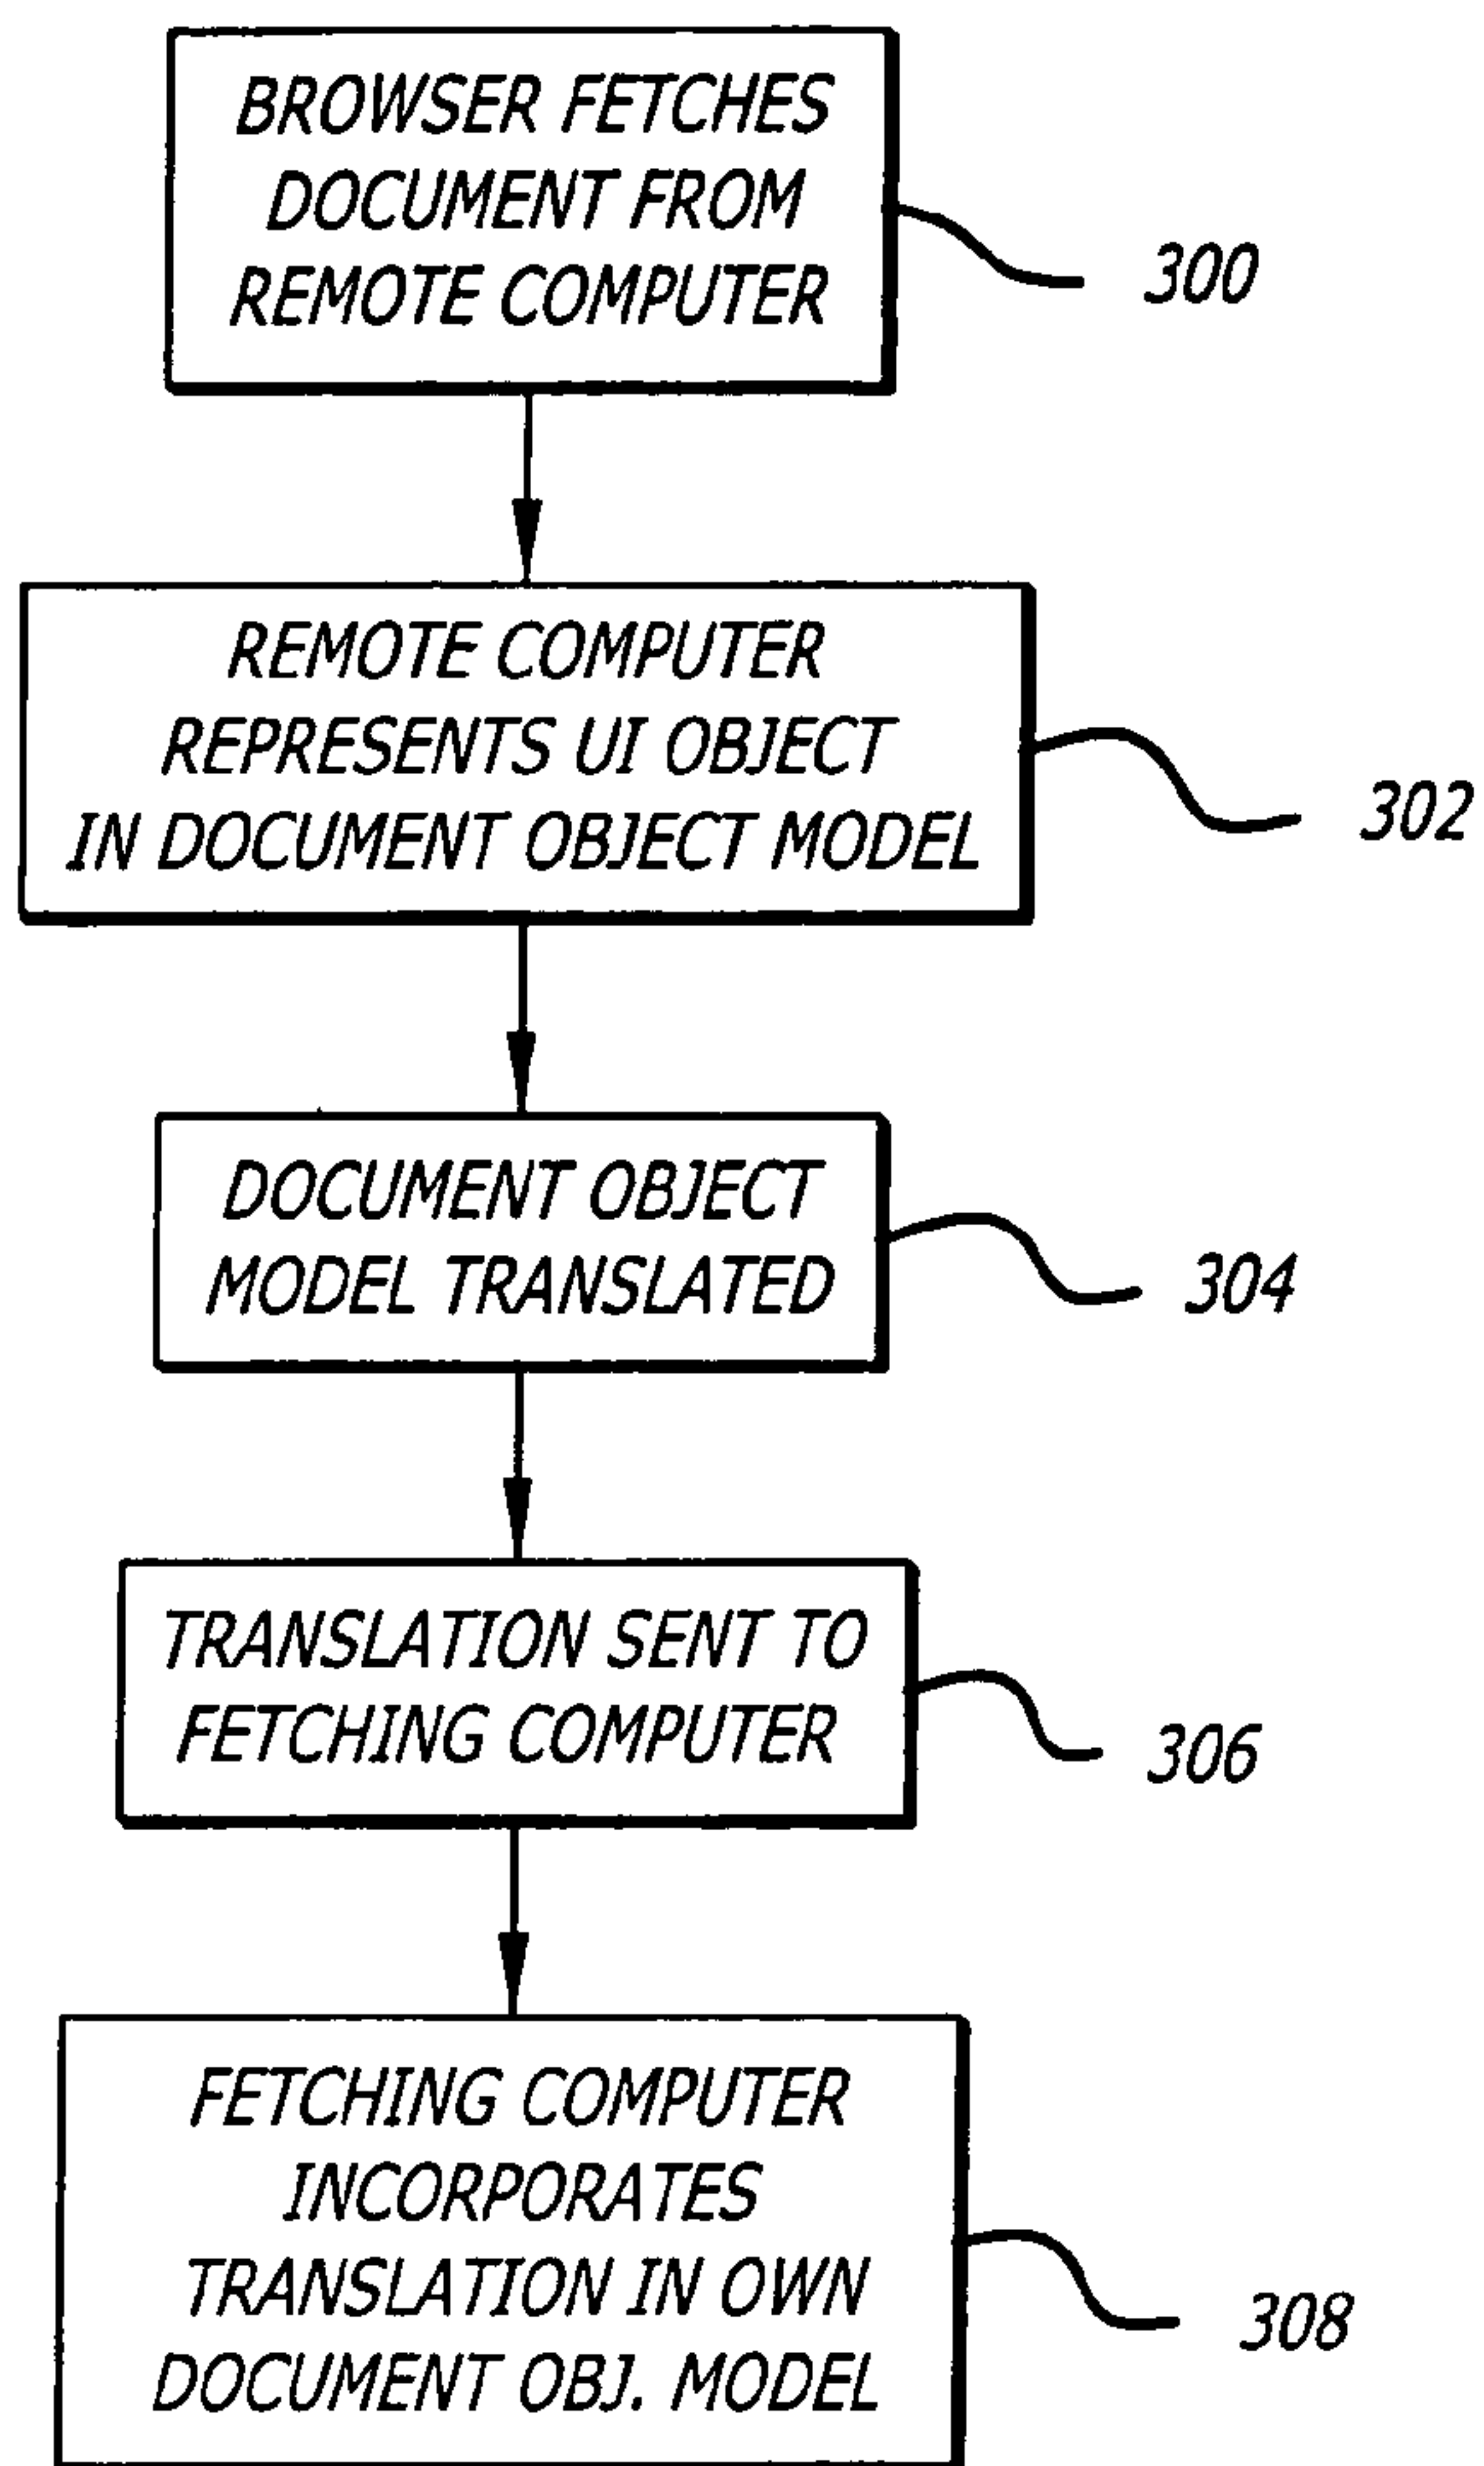 BROWSER FETCHES
DOCUMENT FROM
REMOTE COMPUTER
300
REMOTE COMPUTER
REPRESENTS UI OBJECT
IN DOCUMENT OBJECT MODEL
302
DOCUMENT OBJECT
MODEL TRANSLATED
304
TRANSLATION SENT TO
FETCHING COMPUTER
306
FETCHING COMPUTER
INCORPORATES
TRANSLATION IN OWN
DOCUMENT OBJ. MODEL
308